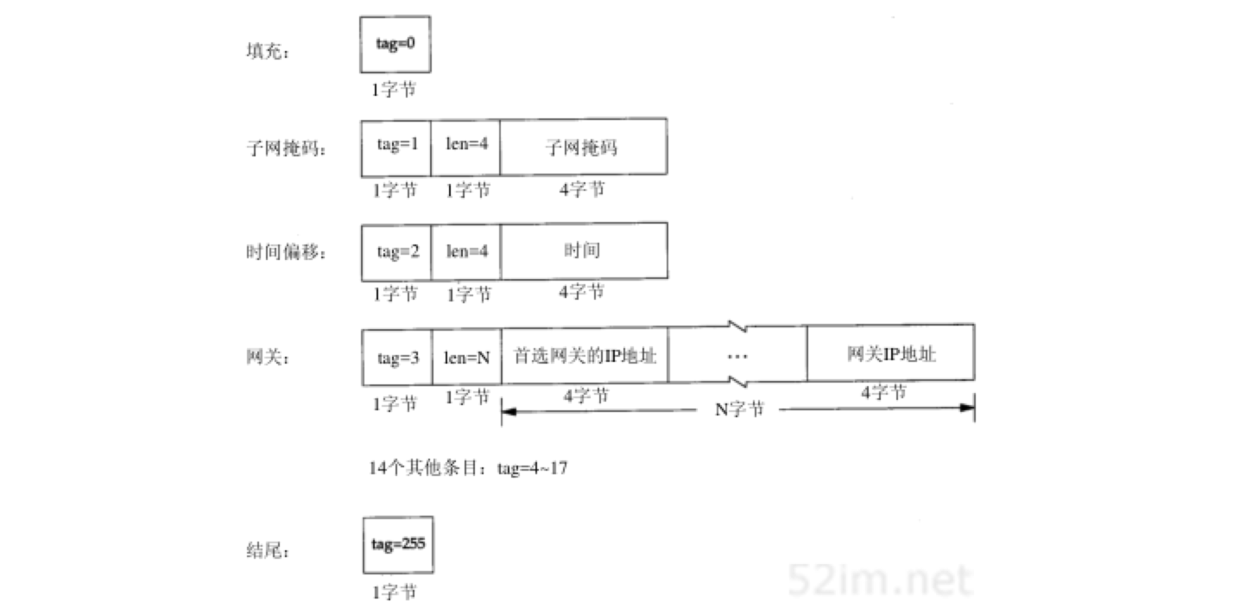 填充：
tag=0
1字节
子网掩码：
tag=1 len=4 子网掩码
1字节 1字节 4字节
时间偏移：
tag=2 len=4 时间
1字节 1字节 4字节
网关：
tag=3 len=N 首选网关的IP地址 … 网关IP地址
1字节 1字节 4字节 4字节
N字节
14个其他条目：tag=4~17
结尾：
tag=255
1字节
52im.net